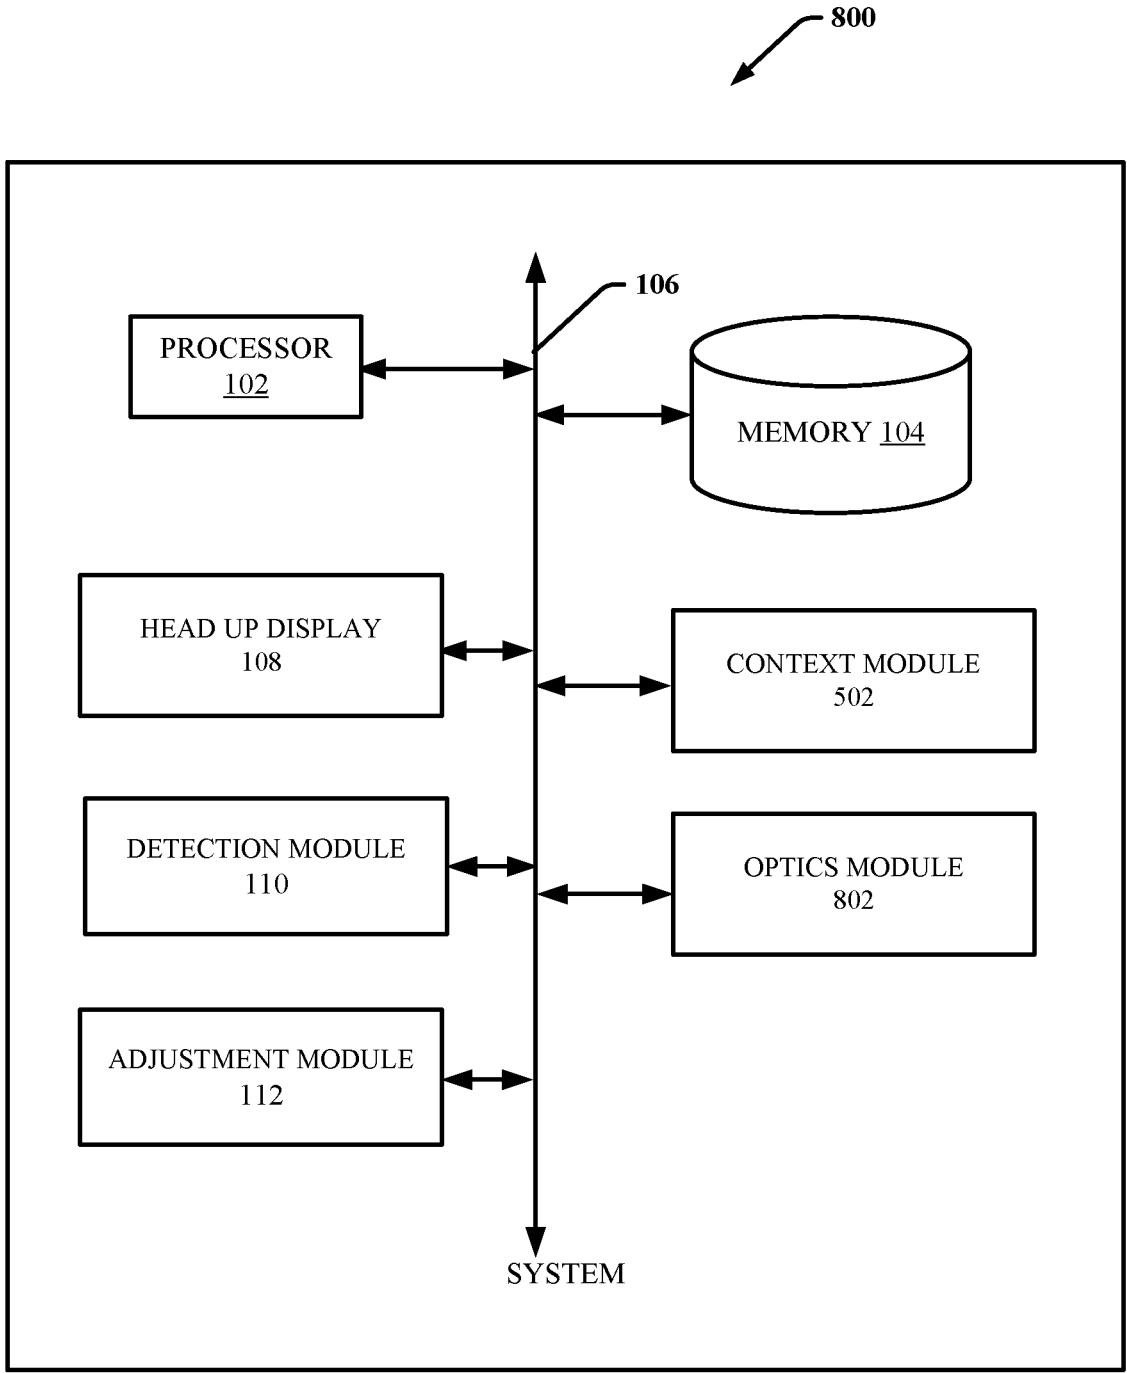 800
106
PROCESSOR
102
MEMORY 104
HEAD UP DISPLAY
108
CONTEXT MODULE
502
DETECTION MODULE
110
OPTICS MODULE
802
ADJUSTMENT MODULE
112
SYSTEM